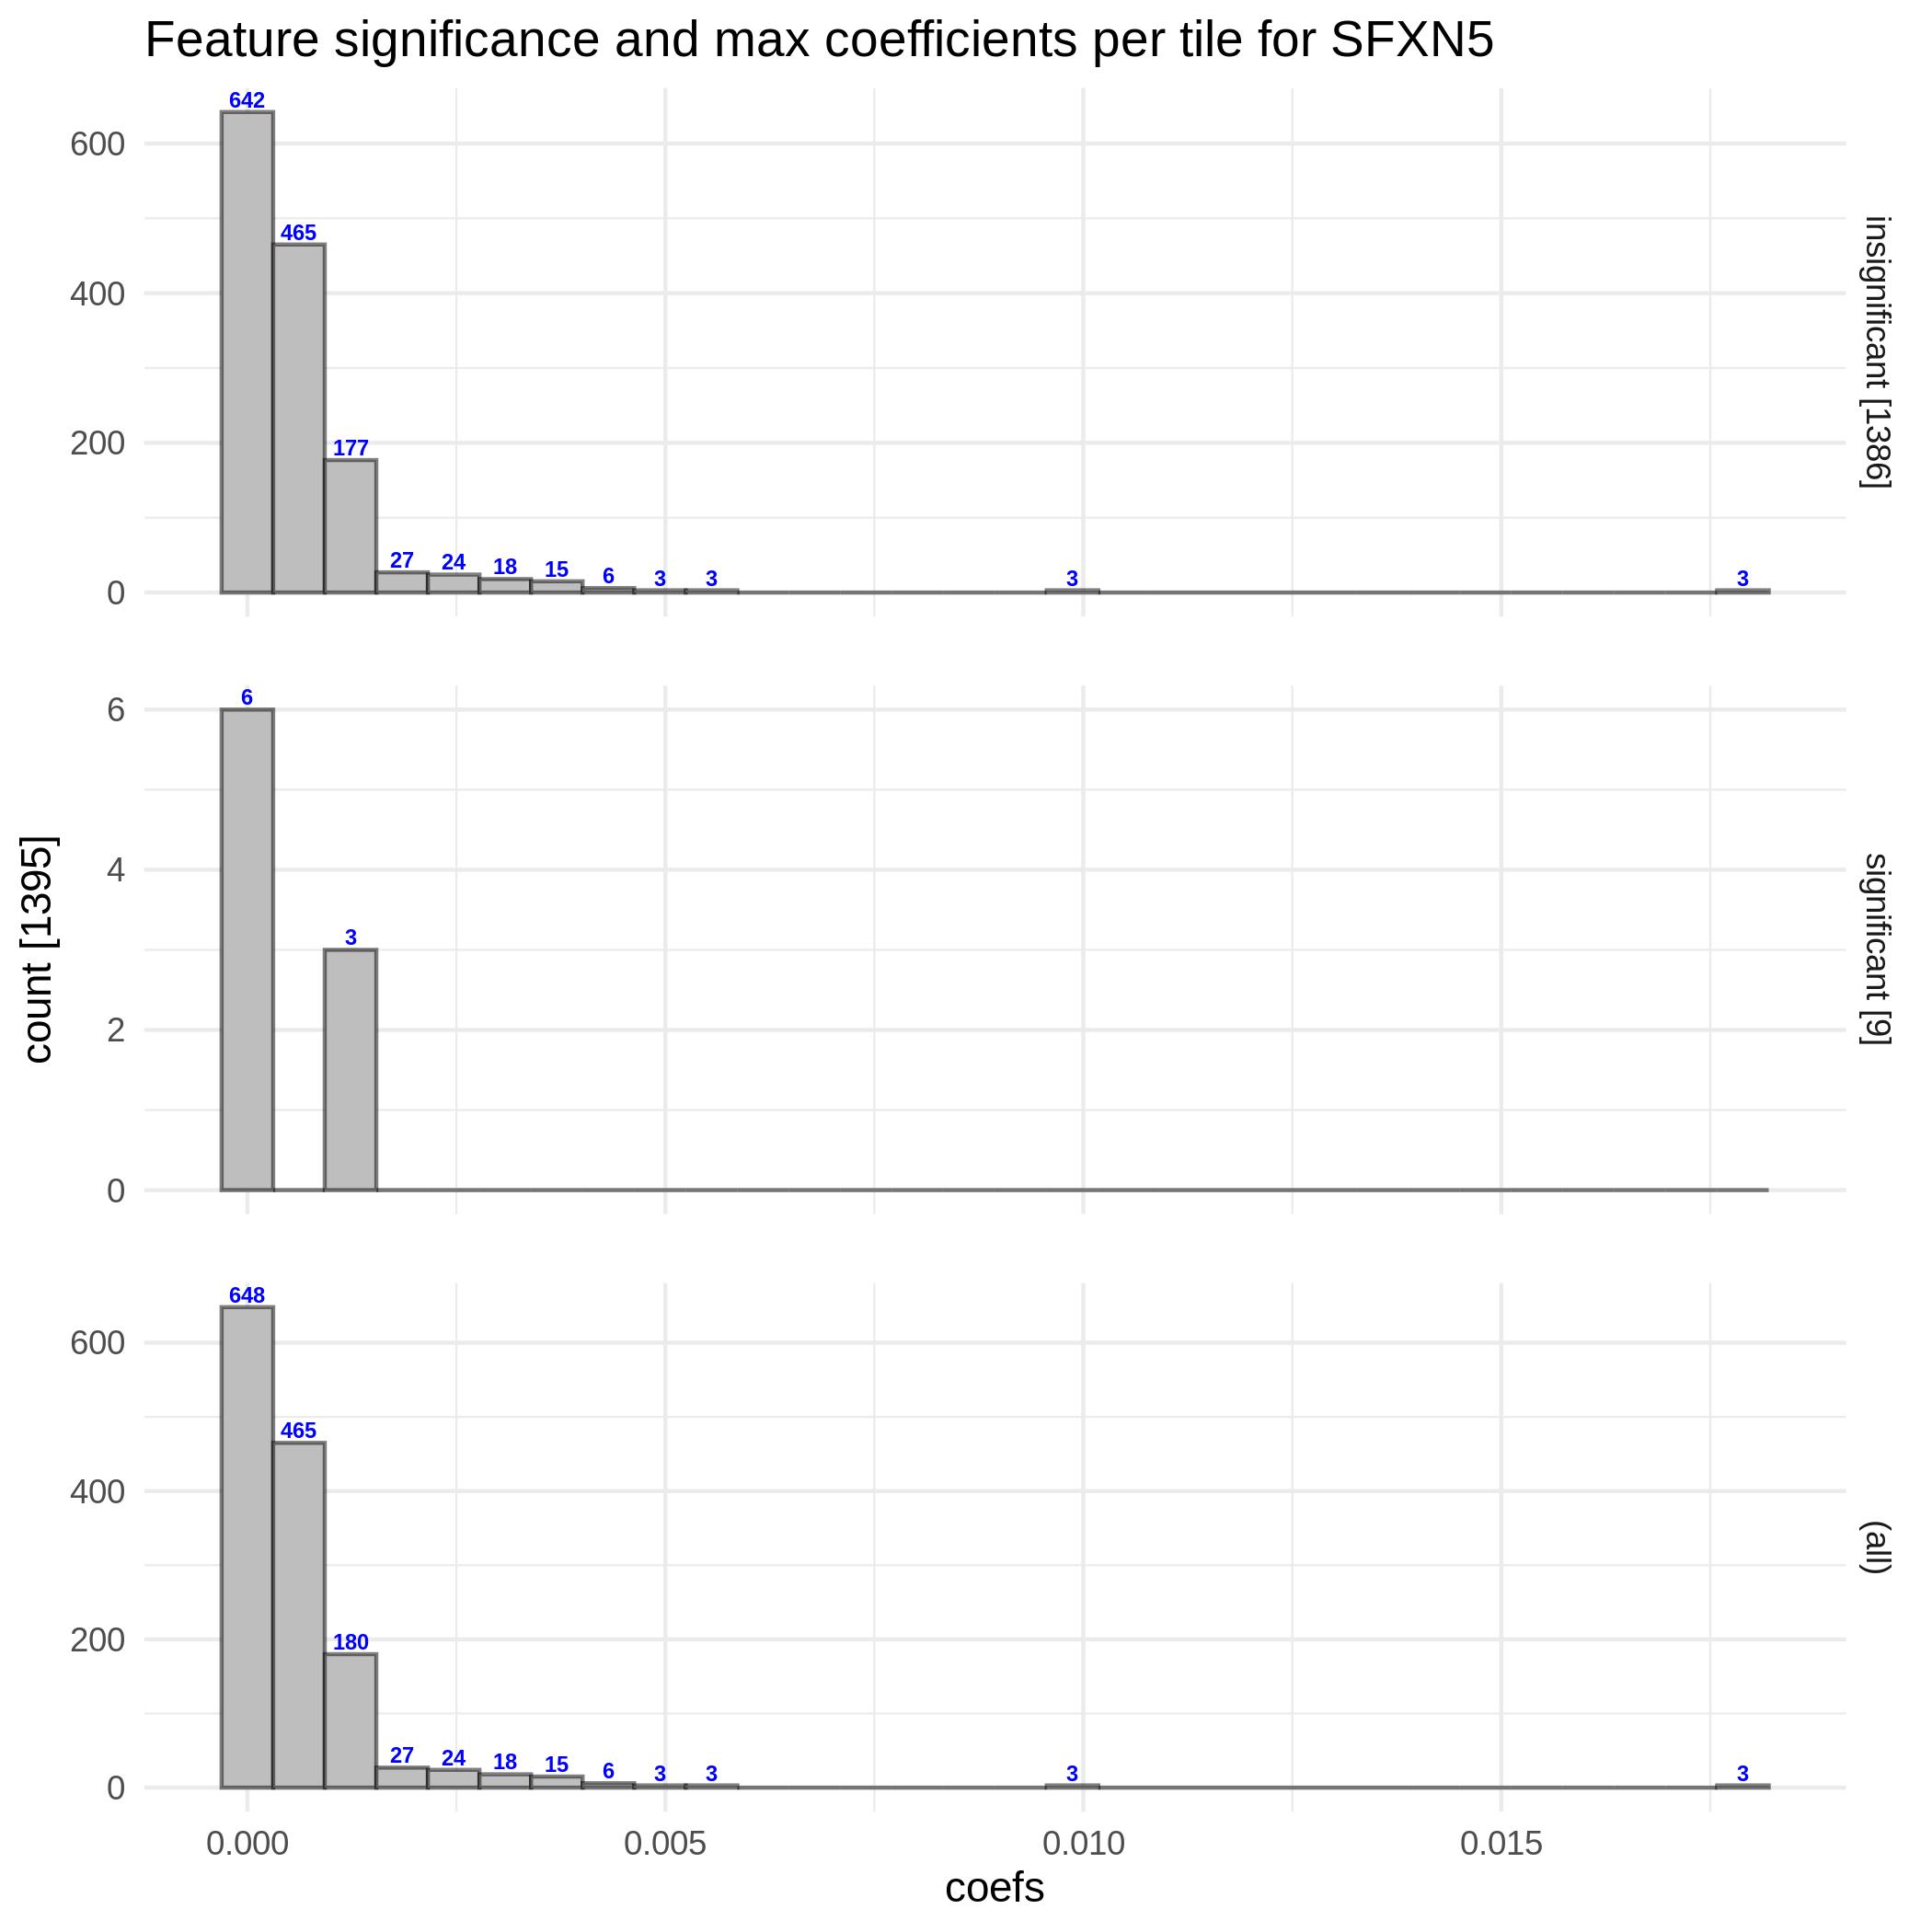 Feature significance and max coefficients per tile for SFXN5
642
465
177
27 24 18 15 6 3 3 3 3
600
400
200
0
insignificant [1386]
6
3
6
4
2
0
significant [9]
count [1395]
648
465
180
27 24 18 15 6 3 3 3 3
600
400
200
0
(all)
0.000 0.005 0.010 0.015
coefs